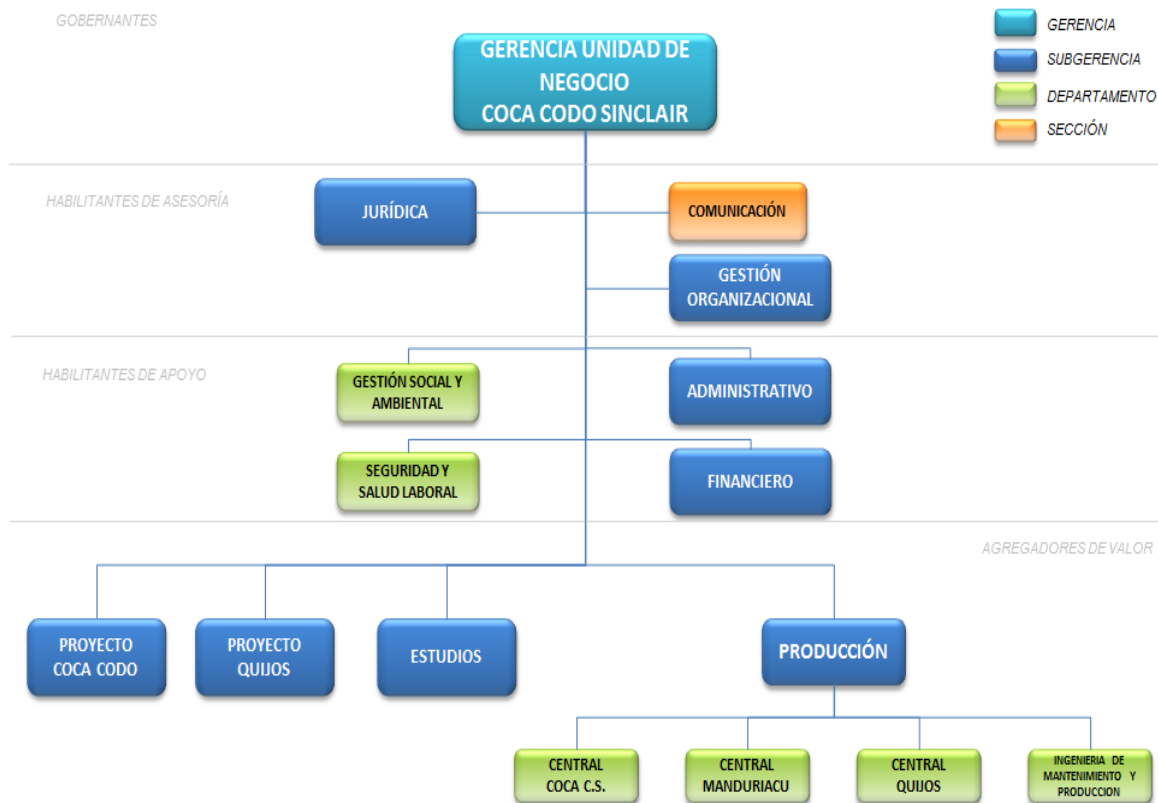 GOBERNANTES
GERENCIA UNIDAD DE
NEGOCIO
COCA CODO SINCLAIR
GERENCIA
SUBGERENCIA
DEPARTAMENTO
SECCIÓN
HABILITANTES DE ASESORÍA
JURÍDICA
COMUNICACIÓN
GESTIÓN
ORGANIZACIONAL
HABILITANTES DE APOYO
GESTIÓN SOCIAL Y
AMBIENTAL
ADMINISTRATIVO
SEGURIDAD Y
SALUD LABORAL
FINANCIERO
AGREGADORES DE VALOR
PROYECTO
COCA CODO
PROYECTO
QUIJOS
ESTUDIOS
PRODUCCIÓN
CENTRAL
COCA C.S.
CENTRAL
MANDURIACU
CENTRAL
QUIJOS
INGENIERIA DE
MANTENIMIENTO Y
PRODUCCION